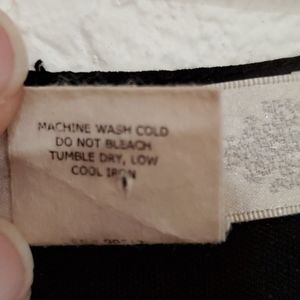 MACHINE WASH COLD
DO NOT BLEACH
TUMBLE DRY, LOW
COOL IRON